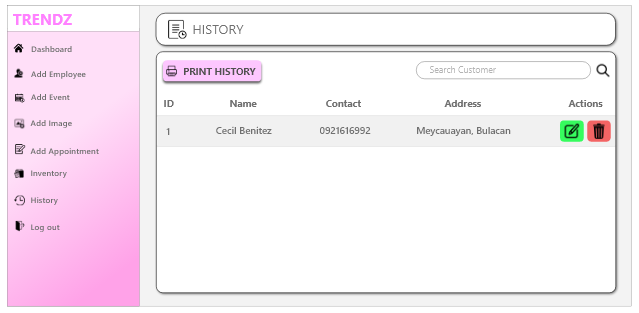 TRENDZ
Dashboard
Add Employee
Add Event
Add Image
Add Appointment
Inventory
History
Log out
HISTORY
PRINT HISTORY
Search Customer
ID Name Contact Address Actions
1 Cecil Benitez 0921616992 Meycauayan, Bulacan